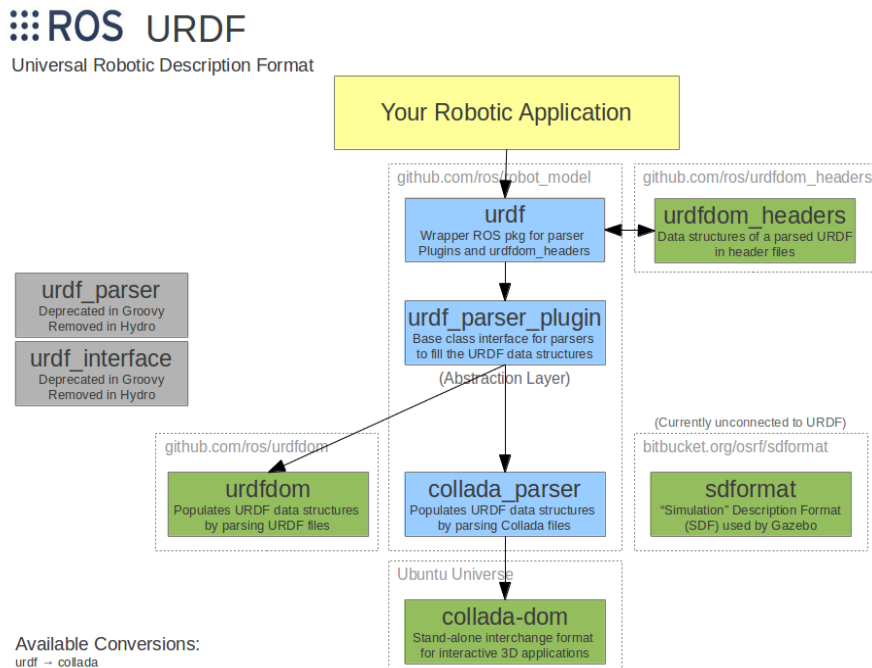 ROS URDF
Universal Robotic Description Format
Your Robotic Application
github.com/ros/robot_model
github.com/ros/urdfdom_headers
urdf
Wrapper ROS pkg for parser
Plugins and urdfdom_headers
urdfdom_headers
Data structures of a parsed URDF
in header files
urdf_parser
Deprecated in Groovy
Removed in Hydro
urdf_interface
Deprecated in Groovy
Removed in Hydro
urdf_parser_plugin
Base class interface for parsers
to fill the URDF data structures
(Abstraction Layer)
(Currently unconnected to URDF)
github.com/ros/urdfdom
bitbucket.org/osrf/sdformat
urdfdom
Populates URDF data structures
by parsing URDF files
collada_parser
Populates URDF data structures
by parsing Collada files
sdformat
“Simulation” Description Format
(SDF) used by Gazebo
Ubuntu Universe
collada-dom
Stand-alone interchange format
for interactive 3D applications
Available Conversions:
urdf → collada